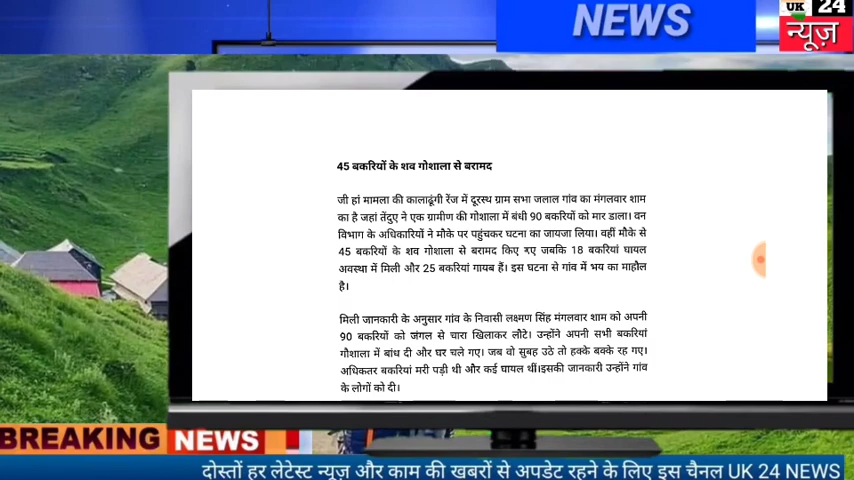 NEWS
UK 24
न्यूज़
45 बकरियों के शव गोशाला से बरामद
जी हां मामला की कालाढूंगी रेंज में दूरस्थ ग्राम सभा जलाल गांव का मंगलवार शाम
का है जहां तेंदुए ने एक ग्रामीण की गोशाला में बंधी 90 बकरियों को मार डाला। वन
विभाग के अधिकारियों ने मौके पर पहुंचकर घटना का जायजा लिया। वहीं मौके से
45 बकरियों के शव गोशाला से बरामद किए गए जबकि 18 बकरियां घायल
अवस्था में मिली और 25 बकरियां गायब हैं। इस घटना से गांव में भय का माहौल
है।
मिली जानकारी के अनुसार गांव के निवासी लक्ष्मण सिंह मंगलवार शाम को अपनी
90 बकरियों को जंगल से चारा खिलाकर लौटे। उन्होंने अपनी सभी बकरियां
गौशाला में बांध दी और घर चले गए। जब वो सुबह उठे तो हक्के बक्के रह गए।
अधिकतर बकरियां मरी पड़ी थी और कई घायल थीं।इसकी जानकारी उन्होंने गांव
के लोगों को दी।
BREAKING NEWS
दोस्तों हर लेटेस्ट न्यूज़ और काम की खबरों से अपडेट रहने के लिए इस चैनल UK 24 NEWS